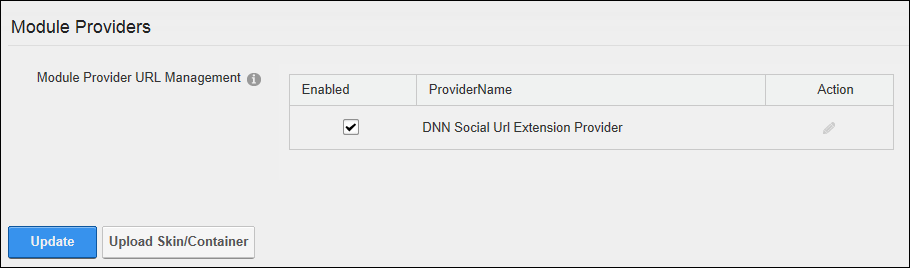 Module Providers
Module Provider URL Management
Enabled ProviderName Action
DNN Social Url Extension Provider
Update Upload Skin/Container